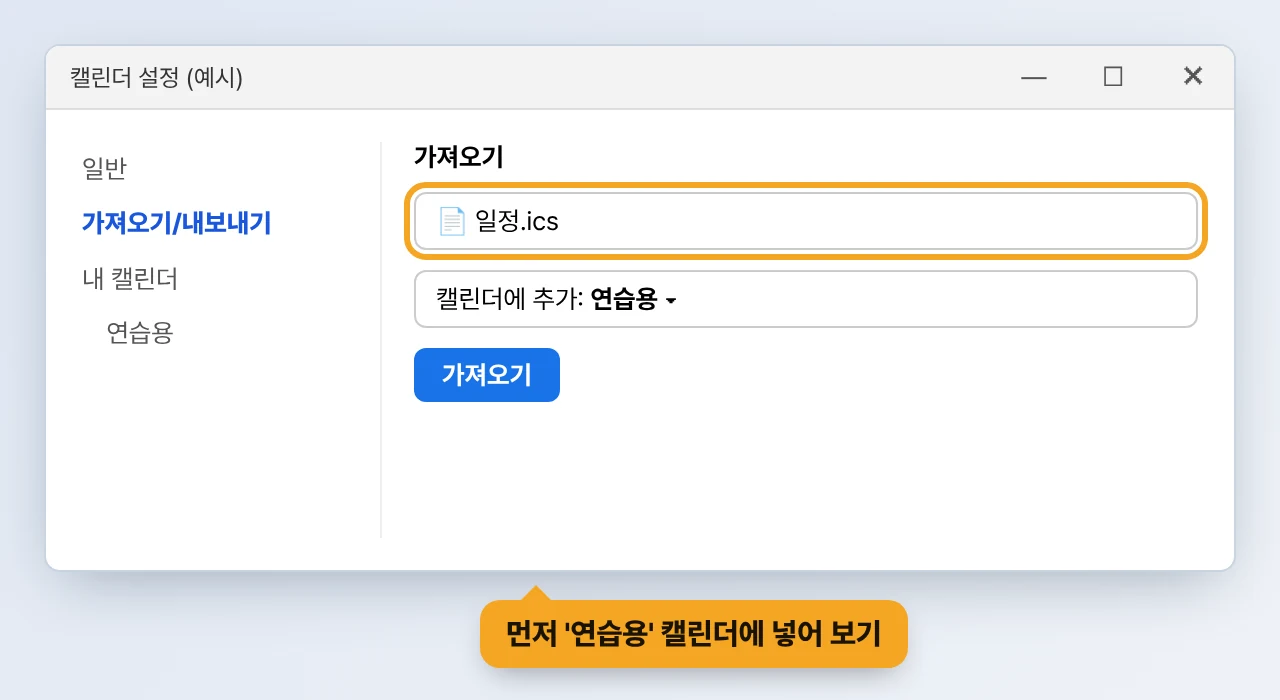 캘린더 설정 (예시)
일반
가져오기/내보내기
내 캘린더
연습용
가져오기
일정.ics
캘린더에 추가: 연습용
가져오기
먼저 '연습용' 캘린더에 넣어 보기